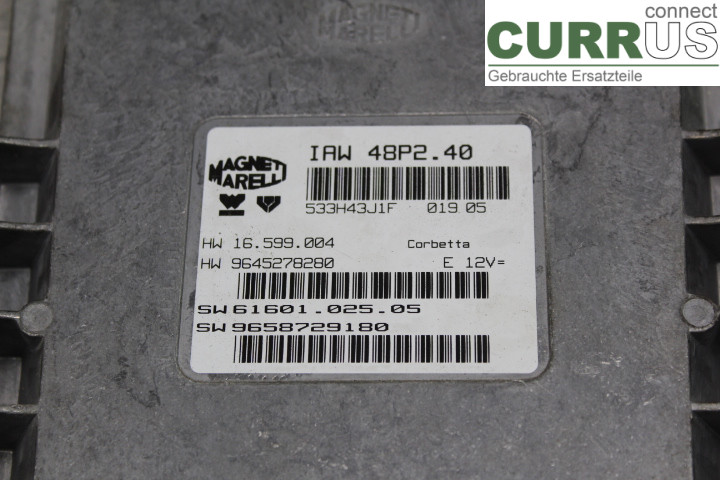 connect
CURRUS
Gebrauchte Ersatzteile
MAGNETI
MARELLI
IAW 48P2.40
MAGNETI
MARELLI
533H43J1F 019 05
HW 16.599.004 Corbetta
HW 9645278280 E 12V=
SW 61601.025.05
SW 9658729180